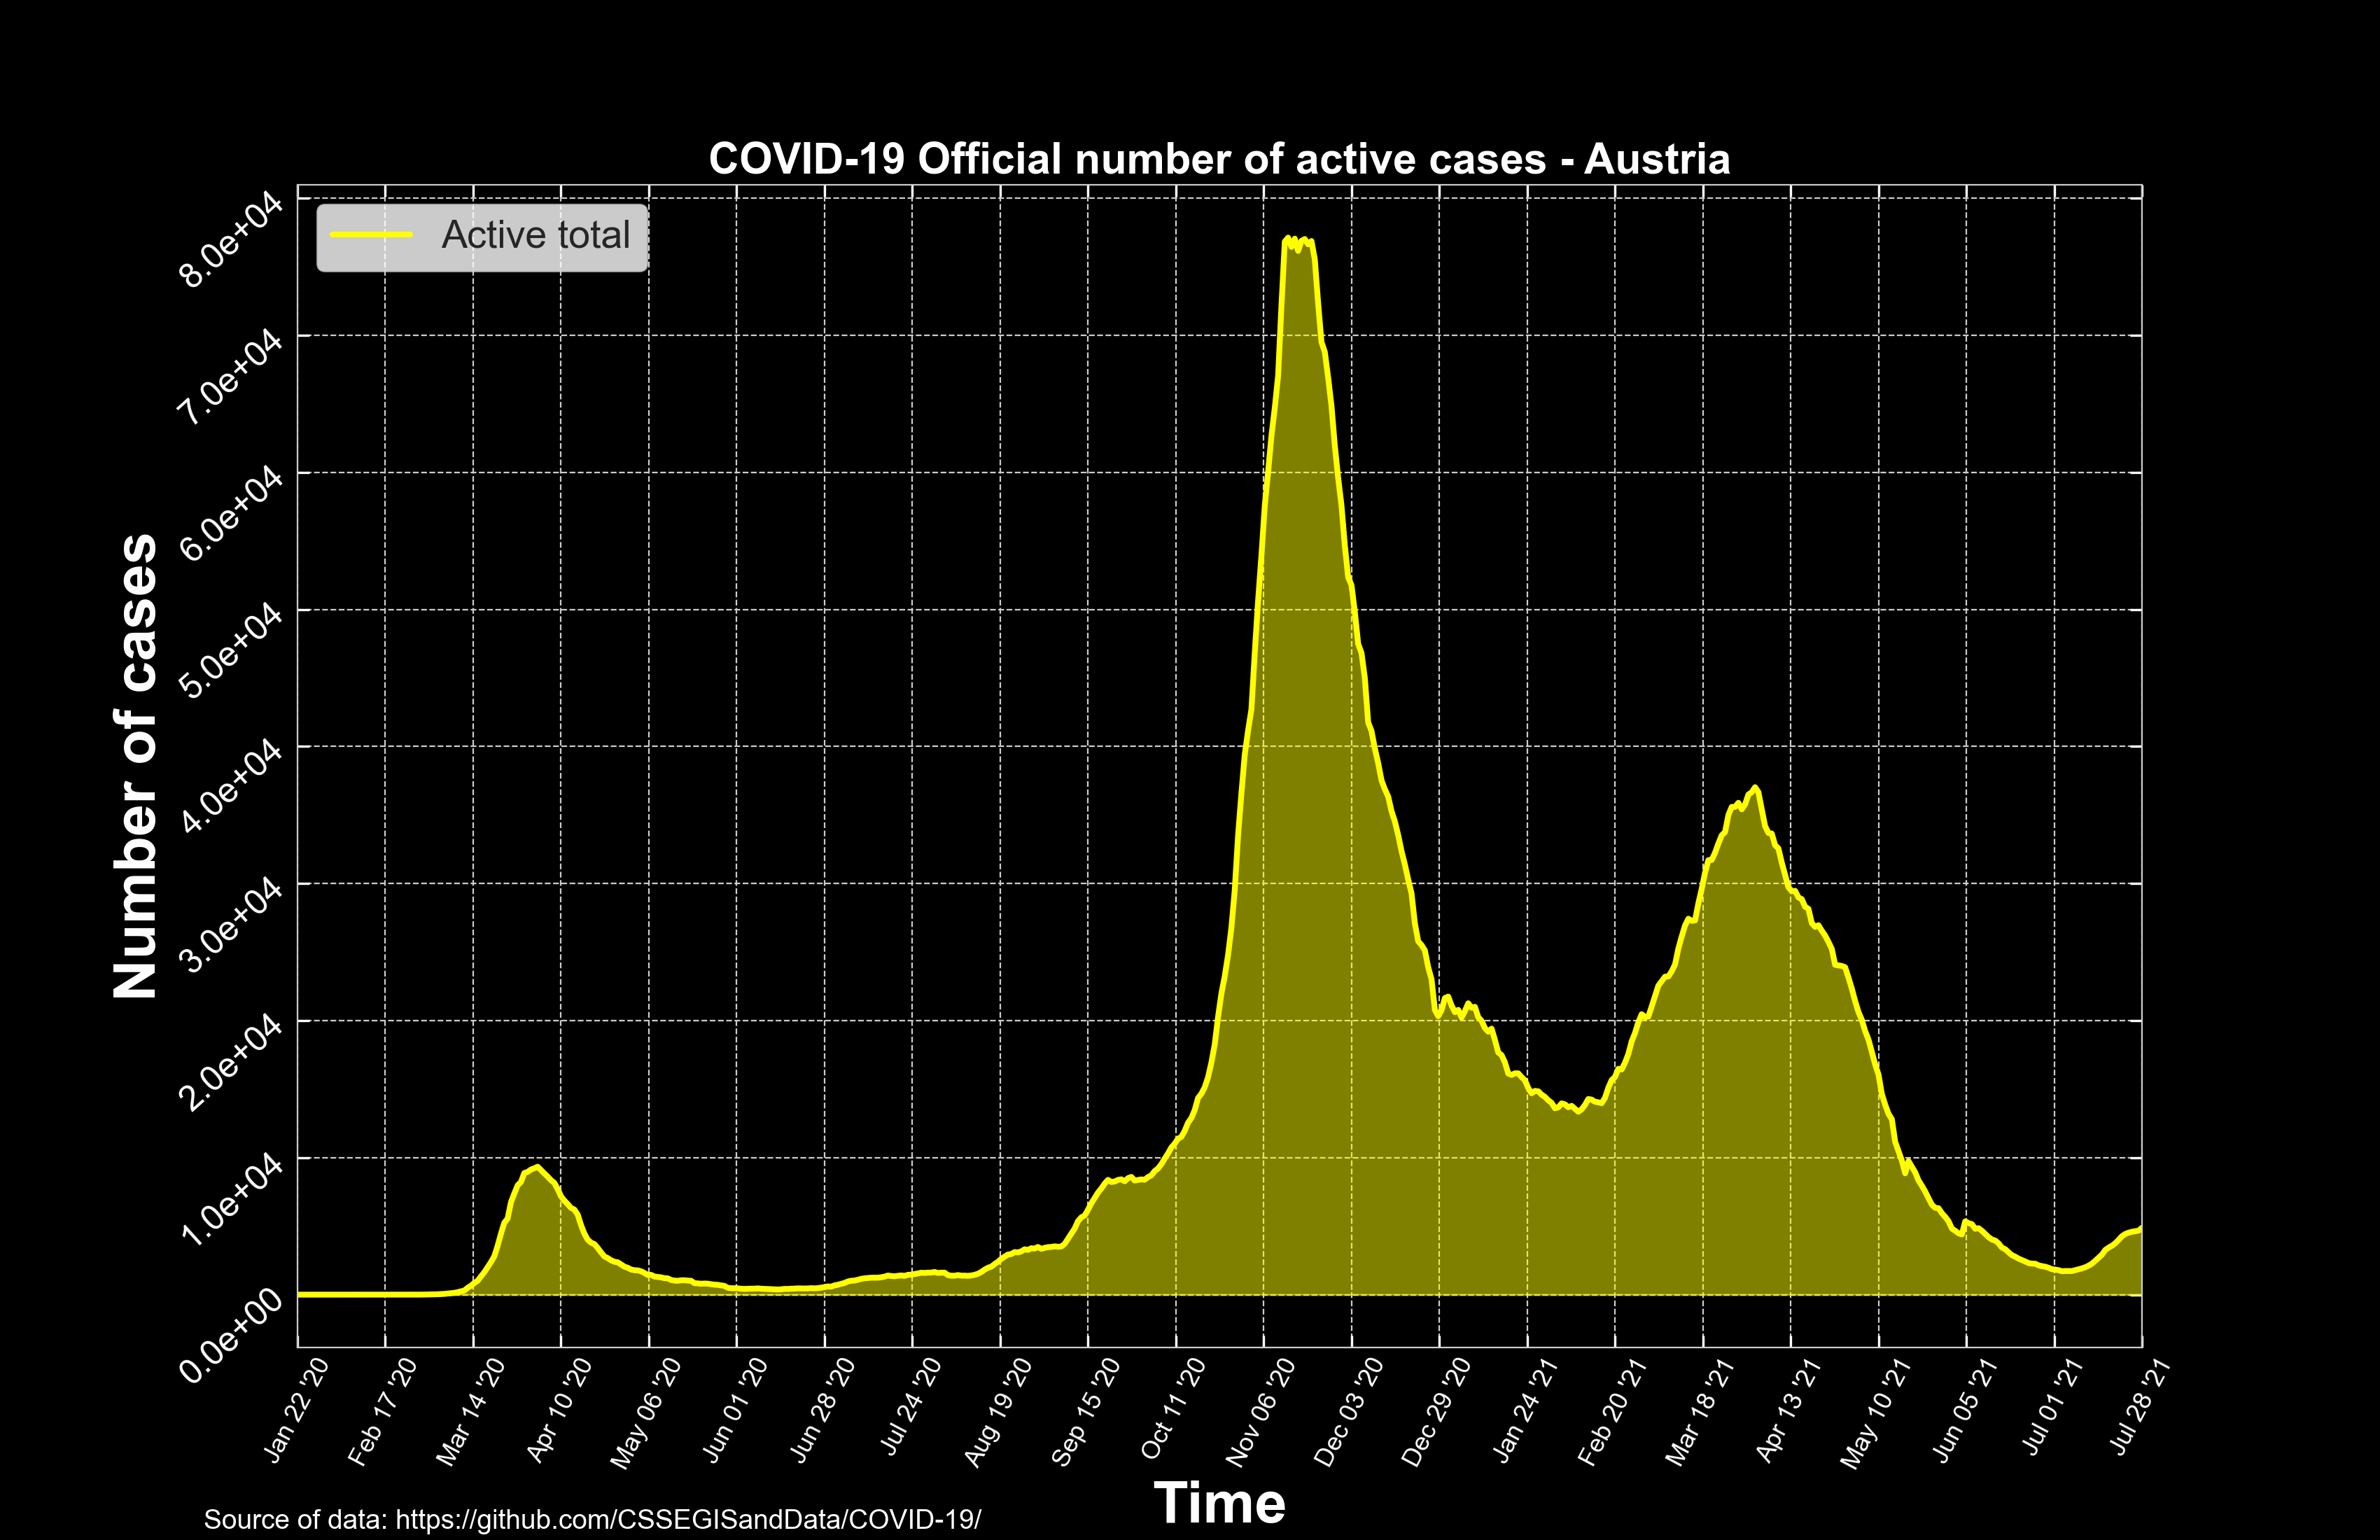 COVID-19 Official number of active cases - Austria
Active total
8.0e+04
7.0e+04
6.0e+04
5.0e+04
4.0e+04
3.0e+04
2.0e+04
1.0e+04
0.0e+00
Number of cases
Jan 22 '20
Feb 17 '20
Mar 14 '20
Apr 10 '20
May 06 '20
Jun 01 '20
Jun 28 '20
Jul 24 '20
Aug 19 '20
Sep 15 '20
Oct 11 '20
Nov 06 '20
Dec 03 '20
Dec 29 '20
Jan 24 '21
Feb 20 '21
Mar 18 '21
Apr 13 '21
May 10 '21
Jun 05 '21
Jul 01 '21
Jul 28 '21
Time
Source of data: https://github.com/CSSEGISandData/COVID-19/